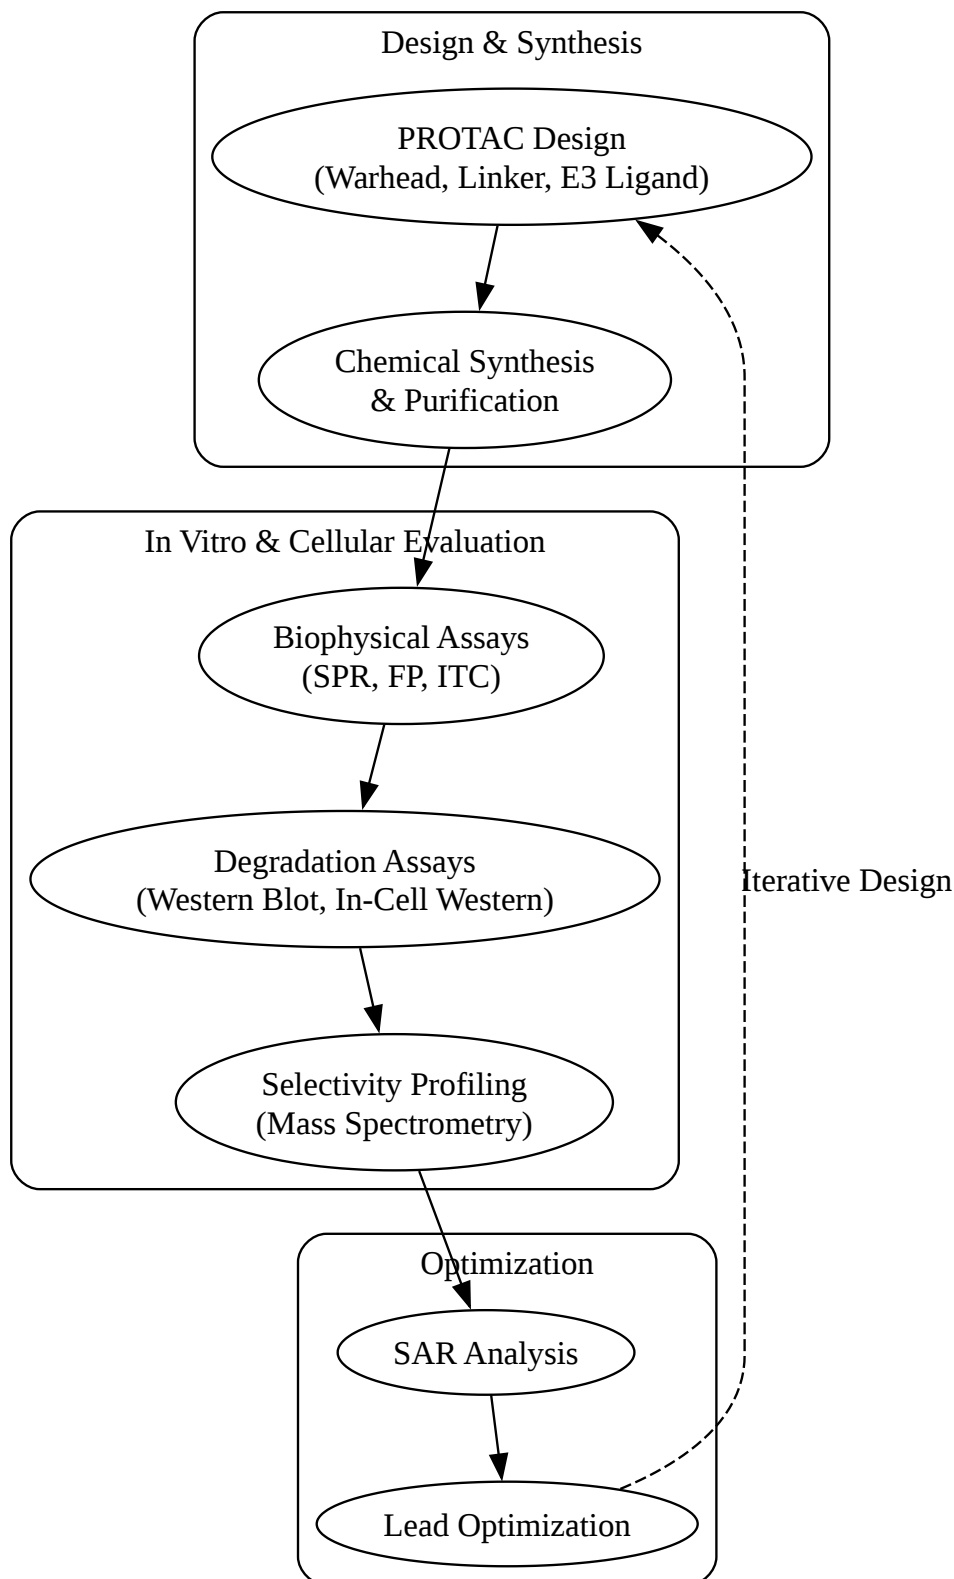 Design & Synthesis
PROTAC Design
(Warhead, Linker, E3 Ligand)
Chemical Synthesis
& Purification
In Vitro & Cellular Evaluation
Biophysical Assays
(SPR, FP, ITC)
Degradation Assays
(Western Blot, In-Cell Western)
Iterative Design
Selectivity Profiling
(Mass Spectrometry)
Optimization
SAR Analysis
Lead Optimization